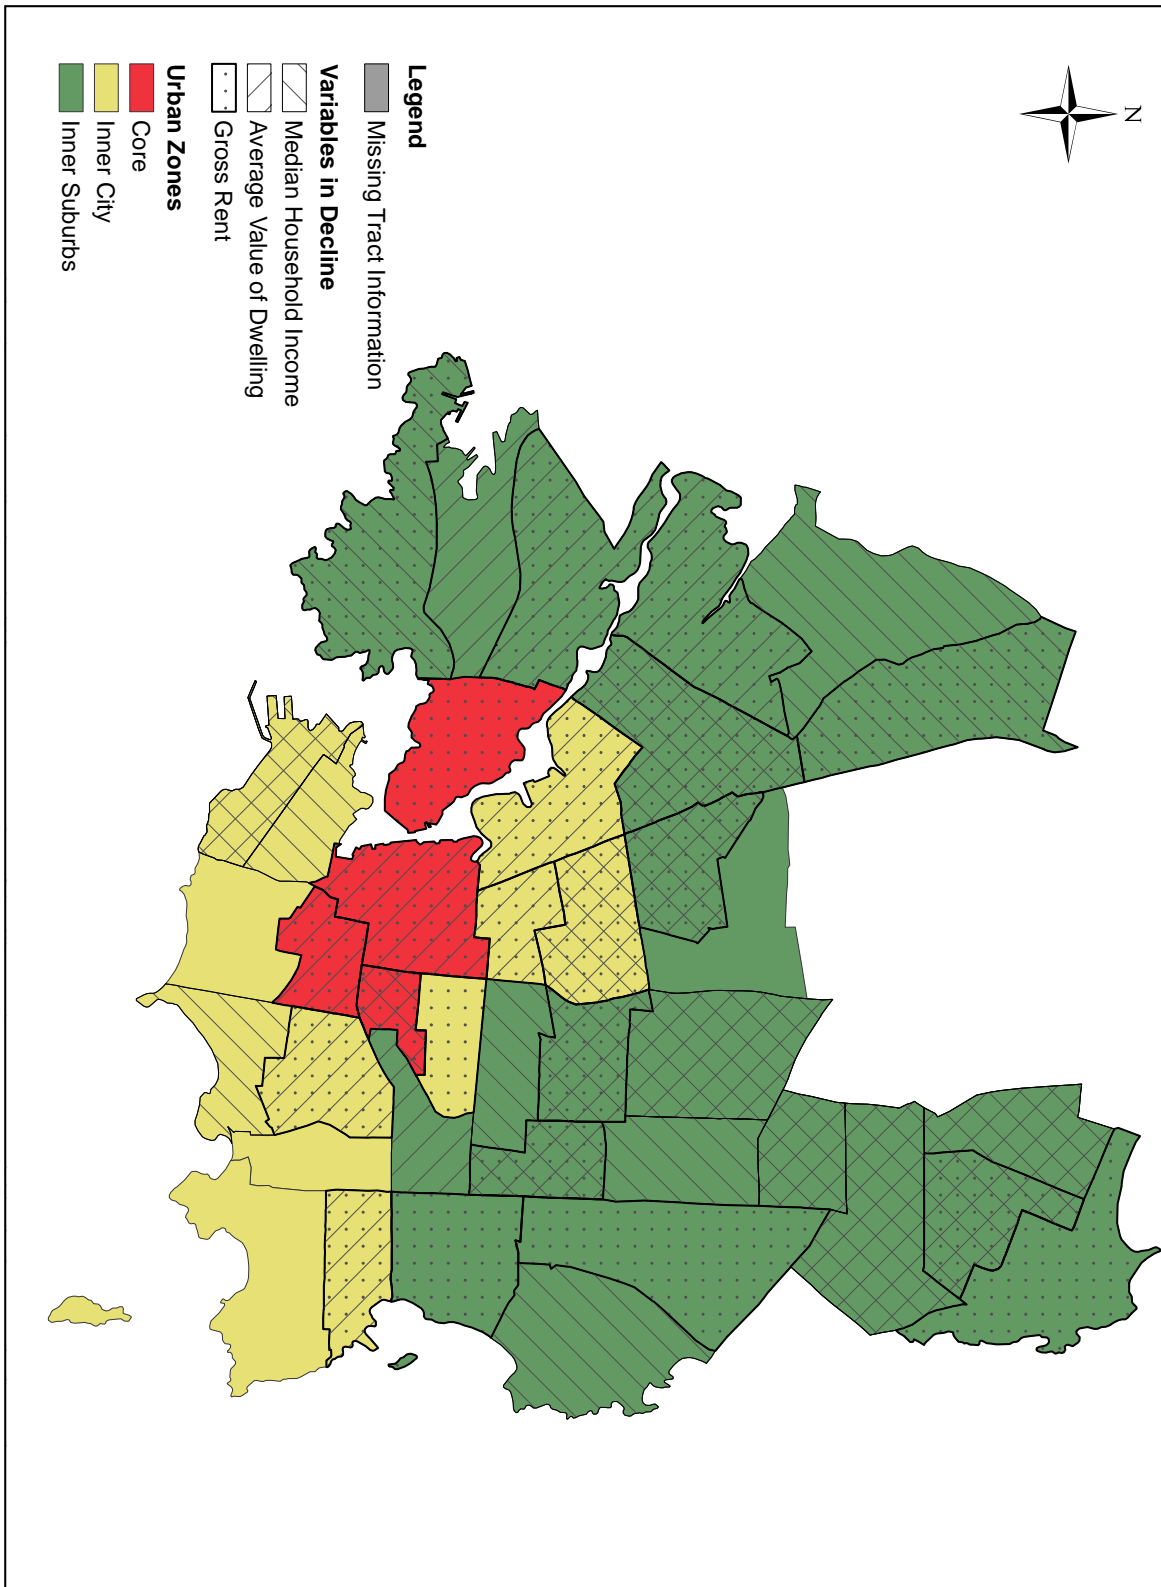 N
Legend
Missing Tract Information
Variables in Decline
Median Household Income
Average Value of Dwelling
Gross Rent
Urban Zones
Core
Inner City
Inner Suburbs